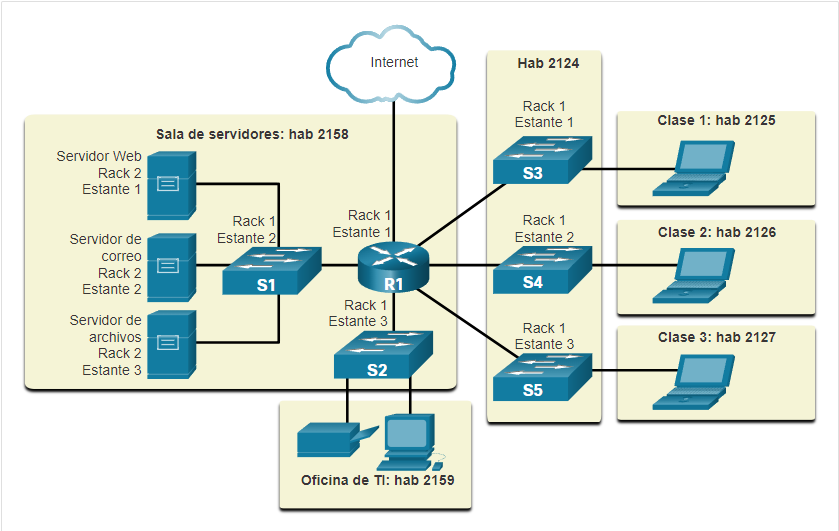 Internet
Sala de servidores: hab 2158
Servidor Web
Rack 2
Estante 1
Servidor de
correo
Rack 2
Estante 2
Servidor de
archivos
Rack 2
Estante 3
Rack 1
Estante 2
S1
Rack 1
Estante 1
R1
Rack 1
Estante 3
S2
Oficina de TI: hab 2159
Hab 2124
Rack 1
Estante 1
S3
Rack 1
Estante 2
S4
Rack 1
Estante 3
S5
Clase 1: hab 2125
Clase 2: hab 2126
Clase 3: hab 2127